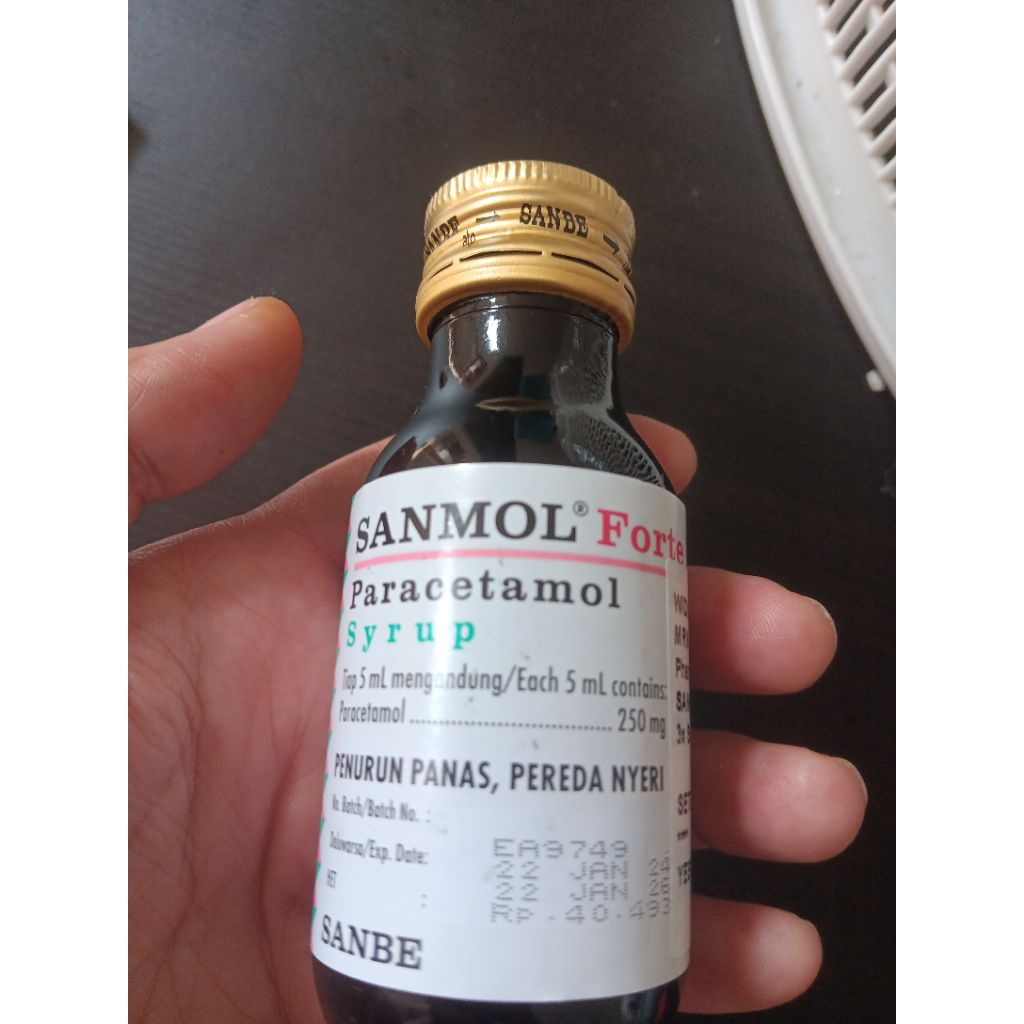 SANBE
SANMOL® Forte
Paracetamol
Syrup
Tiap 5 mL mengandung/Each 5 mL contains:
Paracetamol .............................. 250 mg
PENURUN PANAS, PEREDA NYERI
No. Batch/Batch No. :
Daluwarsa/Exp. Date:
HET :
EA9749
22 JAN 24
22 JAN 26
Rp.40.493
SANBE